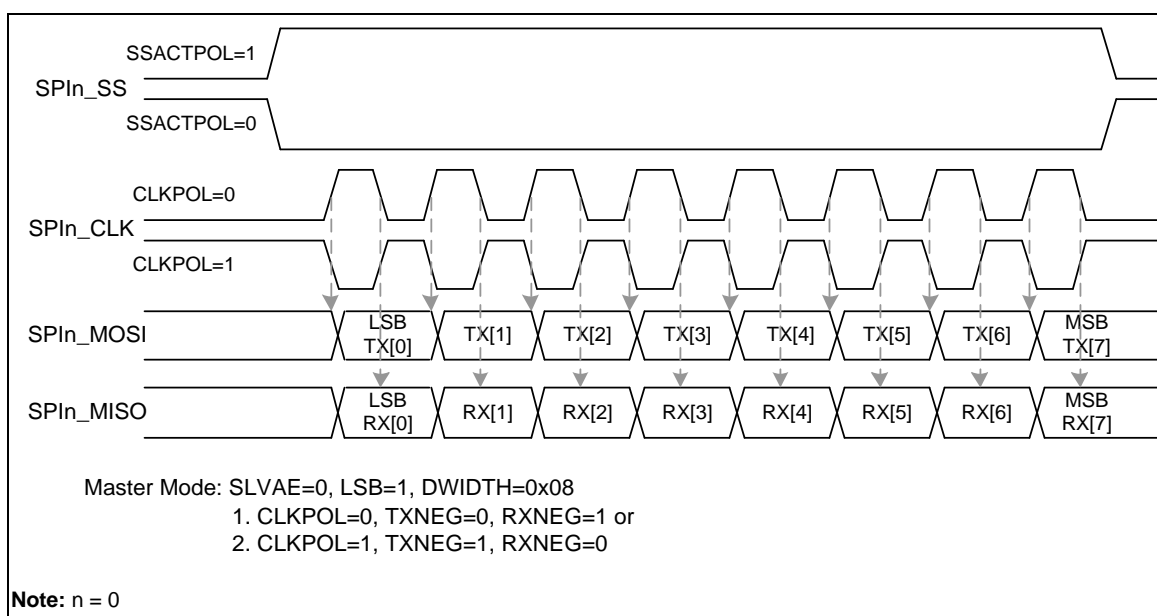 SSACTPOL=1
SPIn_SS
SSACTPOL=0
CLKPOL=0
SPIn_CLK
CLKPOL=1
SPIn_MOSI
LSB
TX[0]
TX[1]
TX[2]
TX[3]
TX[4]
TX[5]
TX[6]
MSB
TX[7]
SPIn_MISO
LSB
RX[0]
RX[1]
RX[2]
RX[3]
RX[4]
RX[5]
RX[6]
MSB
RX[7]
Master Mode: SLVAE=0, LSB=1, DWIDTH=0x08
1. CLKPOL=0, TXNEG=0, RXNEG=1 or
2. CLKPOL=1, TXNEG=1, RXNEG=0
Note: n = 0